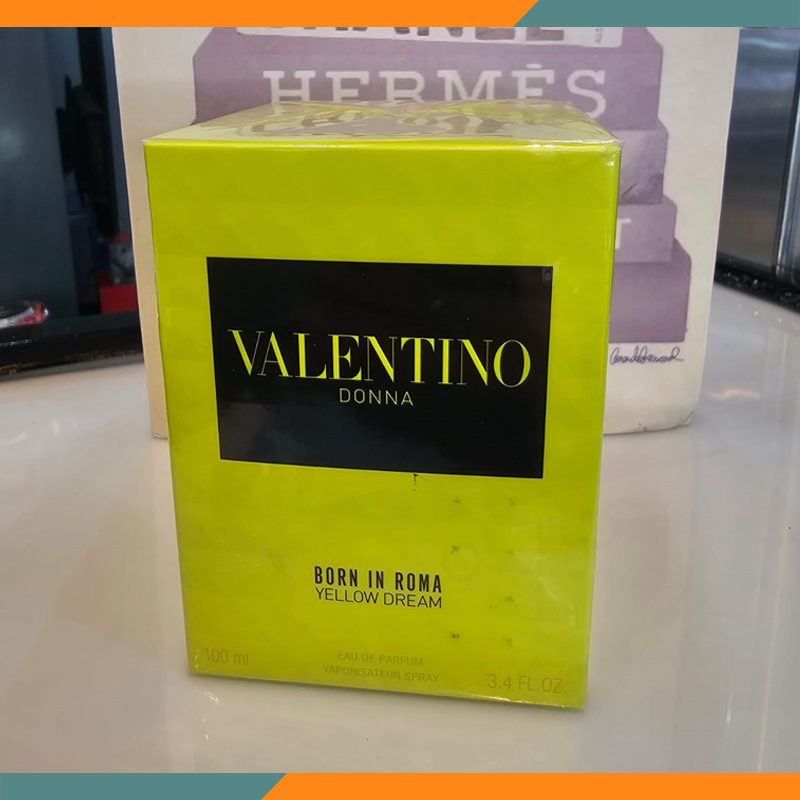 CHANEL
HERMÈS
VALENTINO
DONNA
BORN IN ROMA
YELLOW DREAM
100 ml
EAU DE PARFUM
VAPORISATEUR.SPRAY
3.4 FL.OZ.